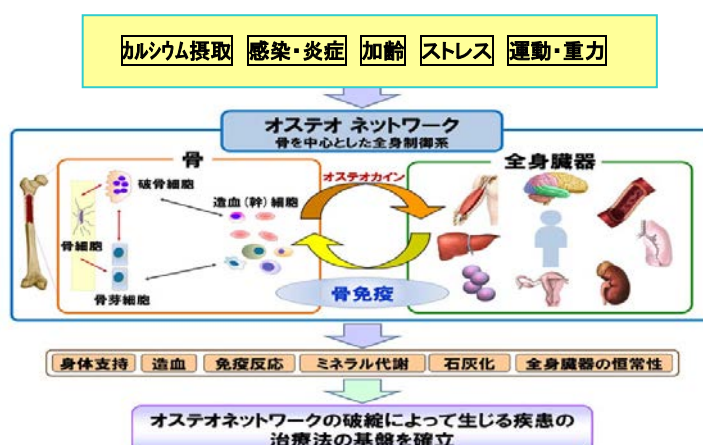 カルシウム摂取 感染・炎症 加齢 ストレス 運動・重力
オステオ ネットワーク
骨を中心とした全身制御系
骨
全身臓器
オステオカイン
破骨細胞
造血(幹)細胞
骨細胞
骨芽細胞
骨免疫
身体支持 造血 免疫反応 ミネラル代謝 石灰化 全身臓器の恒常性
オステオネットワークの破綻によって生じる疾患の
治療法の基盤を確立